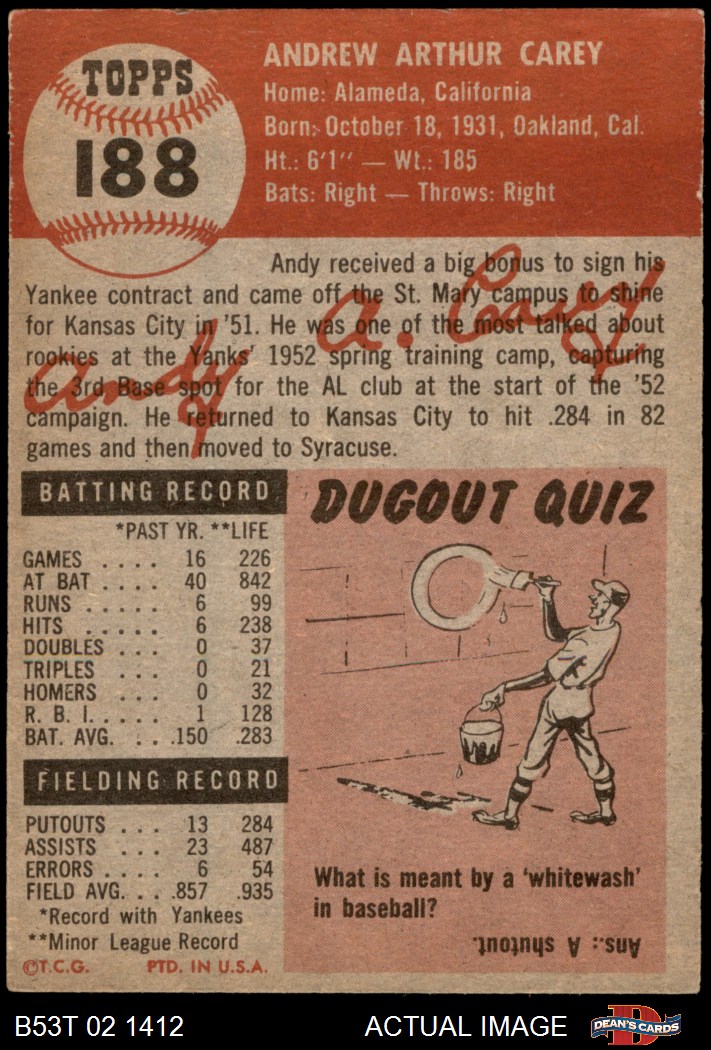 TOPPS
188
ANDREW ARTHUR CAREY
Home: Alameda, California
Born: October 18, 1931, Oakland, Cal.
Ht.: 6'1" — Wt.: 185
Bats: Right — Throws: Right
Andy received a big bonus to sign his
Yankee contract and came off the St. Mary campus to shine
for Kansas City in '51. He was one of the most talked about
rookies at the Yanks' 1952 spring training camp, capturing
the 3rd Base spot for the AL club at the start of the '52
campaign. He returned to Kansas City to hit .284 in 82
games and then moved to Syracuse.
Andy A. Carey
BATTING RECORD
*PAST YR. **LIFE
GAMES .... 16 226
AT BAT .... 40 842
RUNS ..... 6 99
HITS ..... 6 238
DOUBLES ... 0 37
TRIPLES ... 0 21
HOMERS ... 0 32
R. B. I. .... 1 128
BAT. AVG. ...150 .283
FIELDING RECORD
PUTOUTS ... 13 284
ASSISTS ... 23 487
ERRORS .... 6 54
FIELD AVG. ...857 .935
*Record with Yankees
**Minor League Record
©T.C.G. PTD. IN U.S.A.
DUGOUT QUIZ
What is meant by a 'whitewash'
in baseball?
Ans.: A shutout.
B53T 02 1412 ACTUAL IMAGE D DEAN'S CARDS